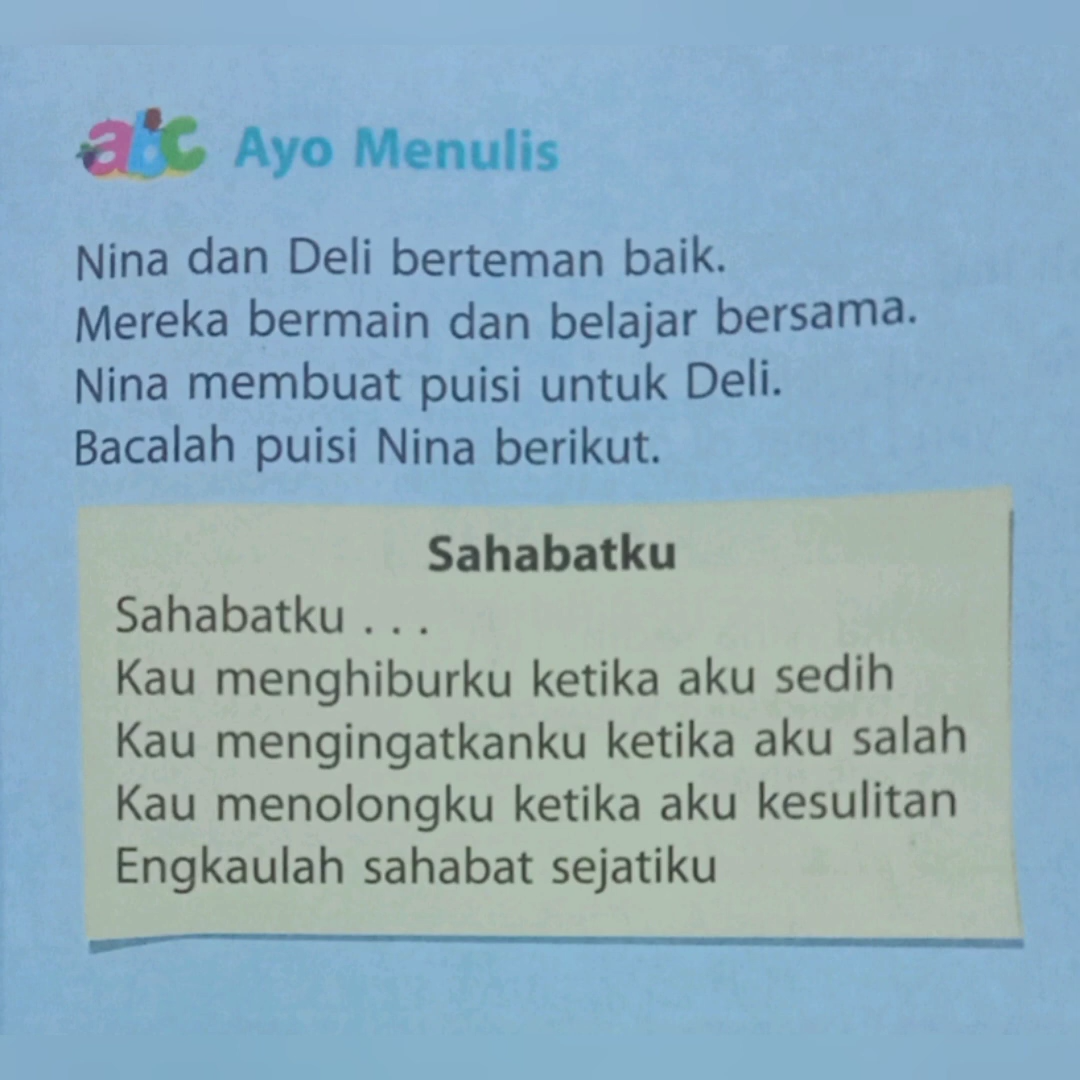 abc Ayo Menulis
Nina dan Deli berteman baik.
Mereka bermain dan belajar bersama.
Nina membuat puisi untuk Deli.
Bacalah puisi Nina berikut.
Sahabatku
Sahabatku . . .
Kau menghiburku ketika aku sedih
Kau mengingatkanku ketika aku salah
Kau menolongku ketika aku kesulitan
Engkaulah sahabat sejatiku